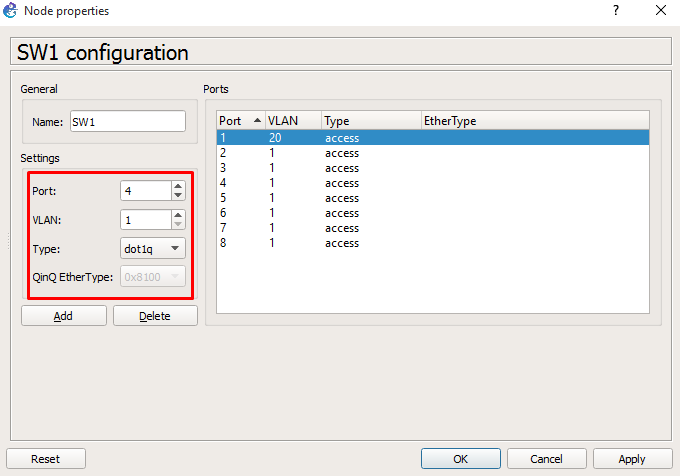 Node properties
SW1 configuration
General
Name: SW1
Settings
Port: 4
VLAN: 1
Type: dot1q
QinQ EtherType: 0x8100
Add Delete
Ports
Port VLAN Type EtherType
1 20 access
2 1 access
3 1 access
4 1 access
5 1 access
6 1 access
7 1 access
8 1 access
Reset OK Cancel Apply